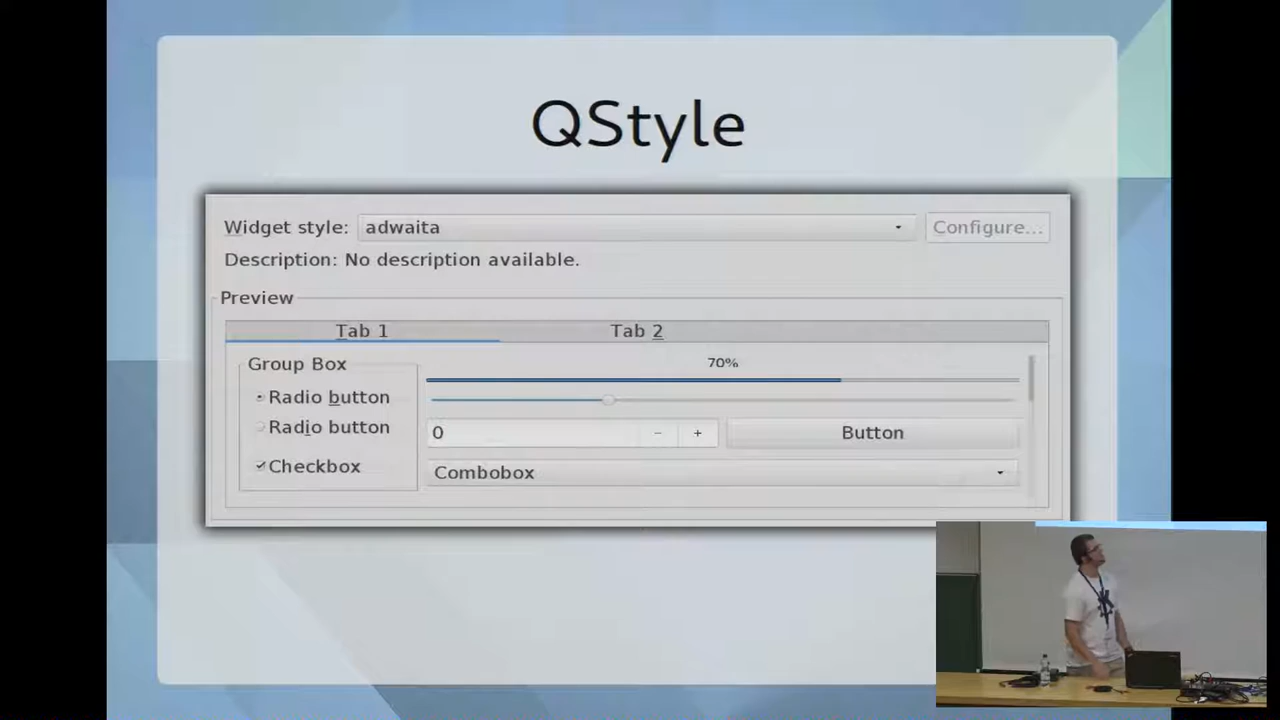 QStyle
Widget style: adwaita Configure...
Description: No description available.
Preview
Tab 1 Tab 2
Group Box 70%
Radio button
Radio button 0 − + Button
Checkbox Combobox